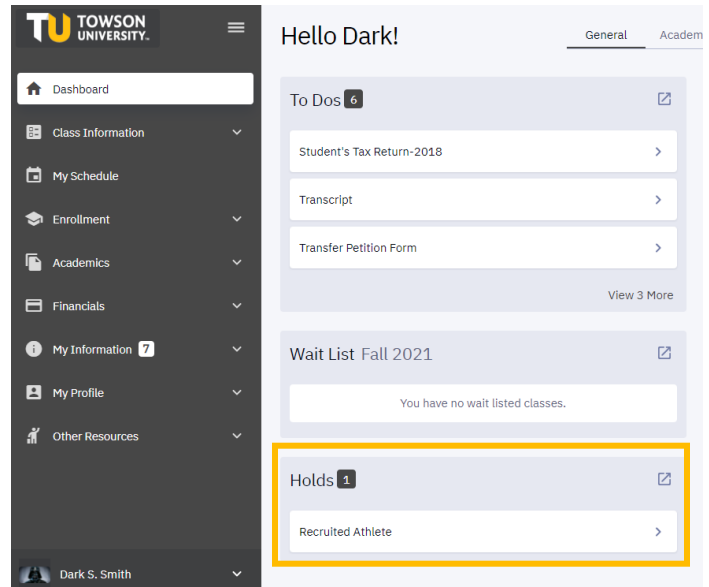 TU TOWSON
UNIVERSITY.
Dashboard
Class Information
My Schedule
Enrollment
Academics
Financials
My Information 7
My Profile
Other Resources
Dark S. Smith
Hello Dark!
General Academ
To Dos 6
Student's Tax Return-2018
Transcript
Transfer Petition Form
View 3 More
Wait List Fall 2021
You have no wait listed classes.
Holds 1
Recruited Athlete